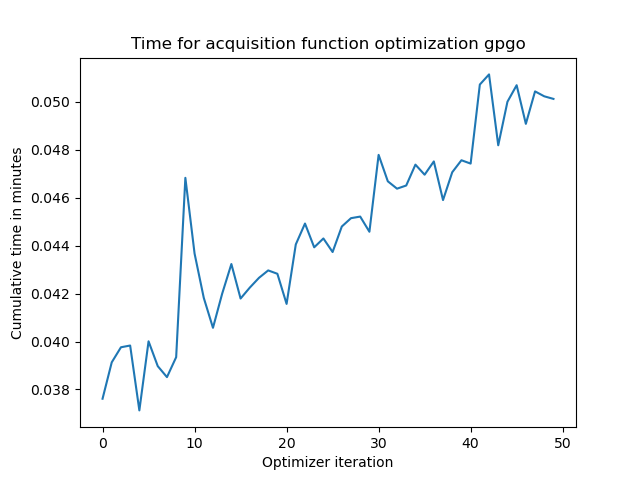 Time for acquisition function optimization gpgo
Cumulative time in minutes
0.050
0.048
0.046
0.044
0.042
0.040
0.038
0 10 20 30 40 50
Optimizer iteration